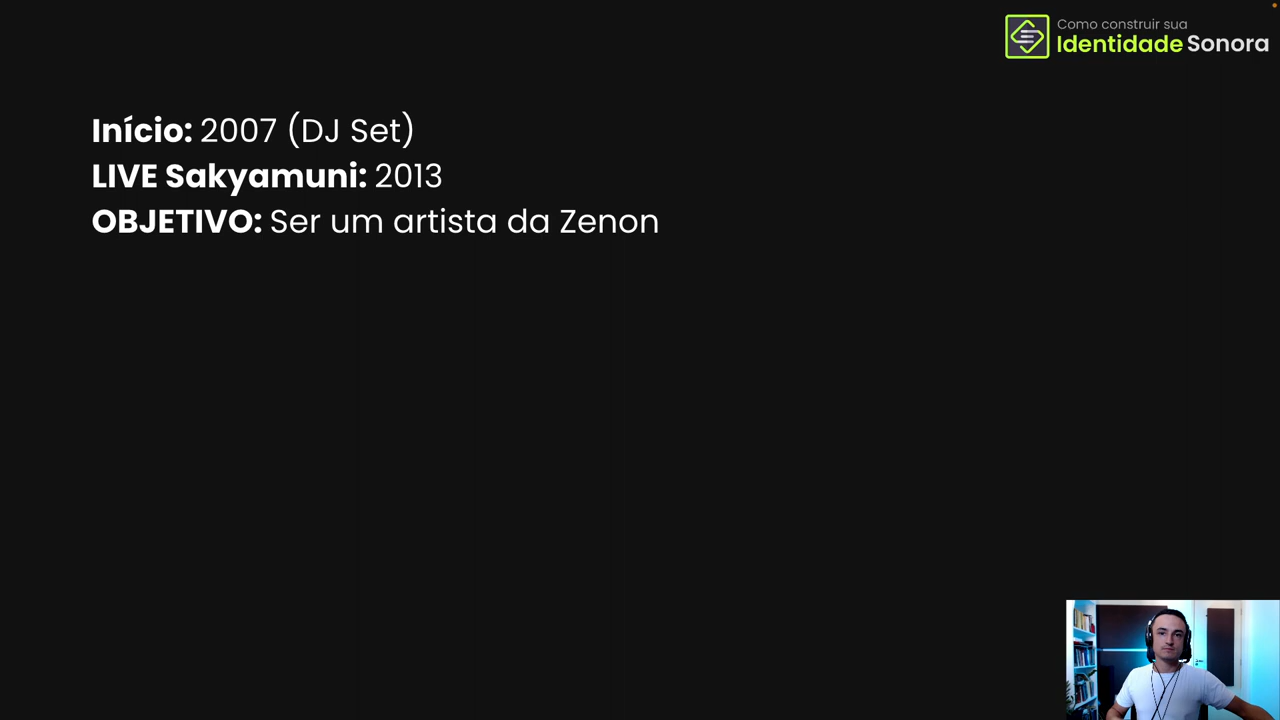 Como construir sua
Identidade Sonora
Início: 2007 (DJ Set)
LIVE Sakyamuni: 2013
OBJETIVO: Ser um artista da Zenon